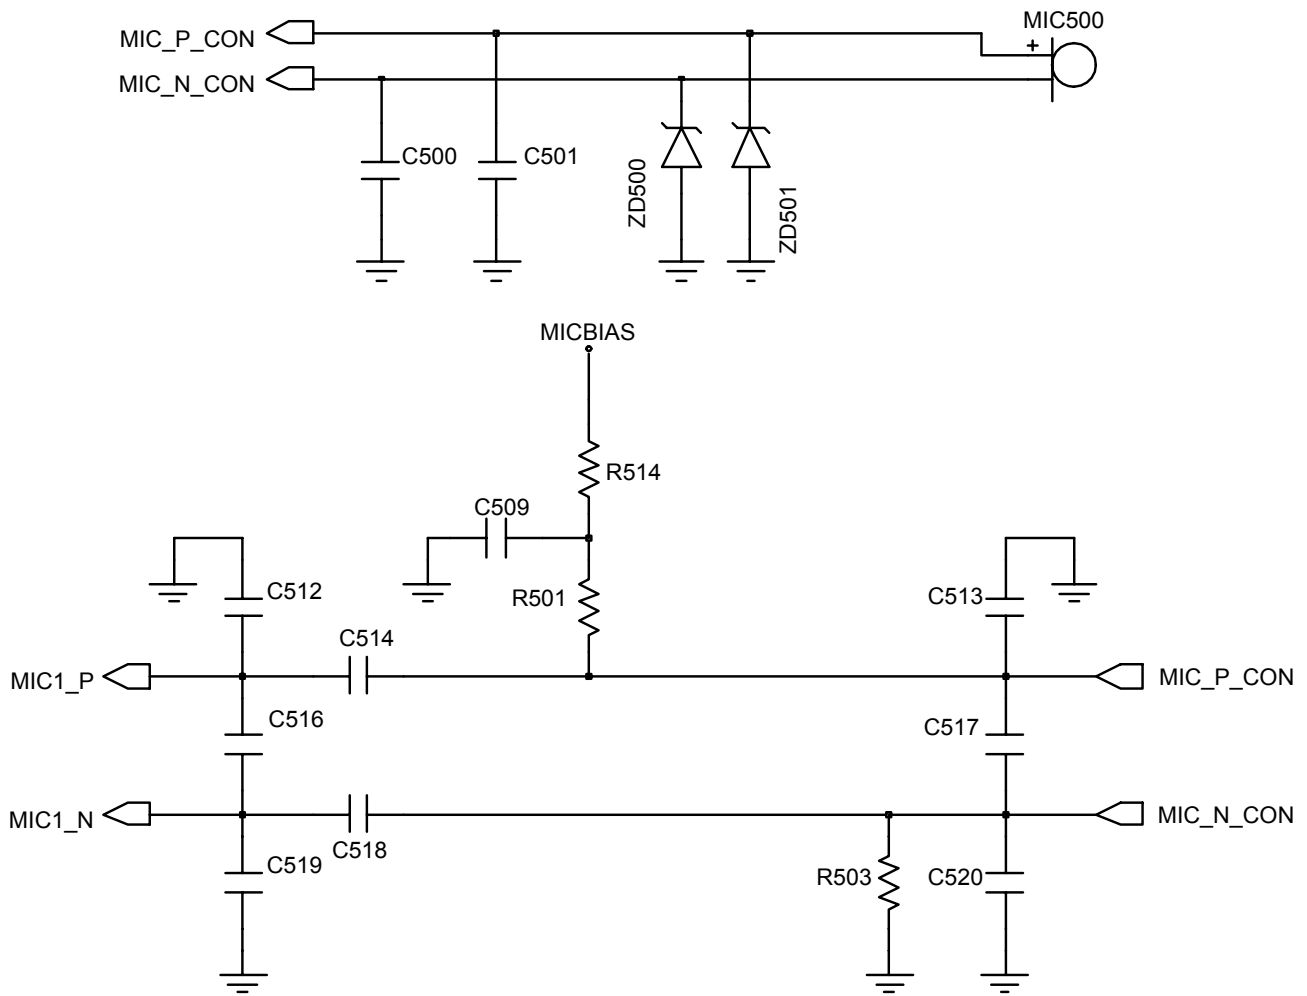 MIC500
MIC_P_CON
+
MIC_N_CON
C500
C501
ZD500
ZD501
MICBIAS
R514
C509
C512
R501
C513
C514
MIC1_P
MIC_P_CON
C516
C517
MIC1_N
MIC_N_CON
C518
C519
R503
C520